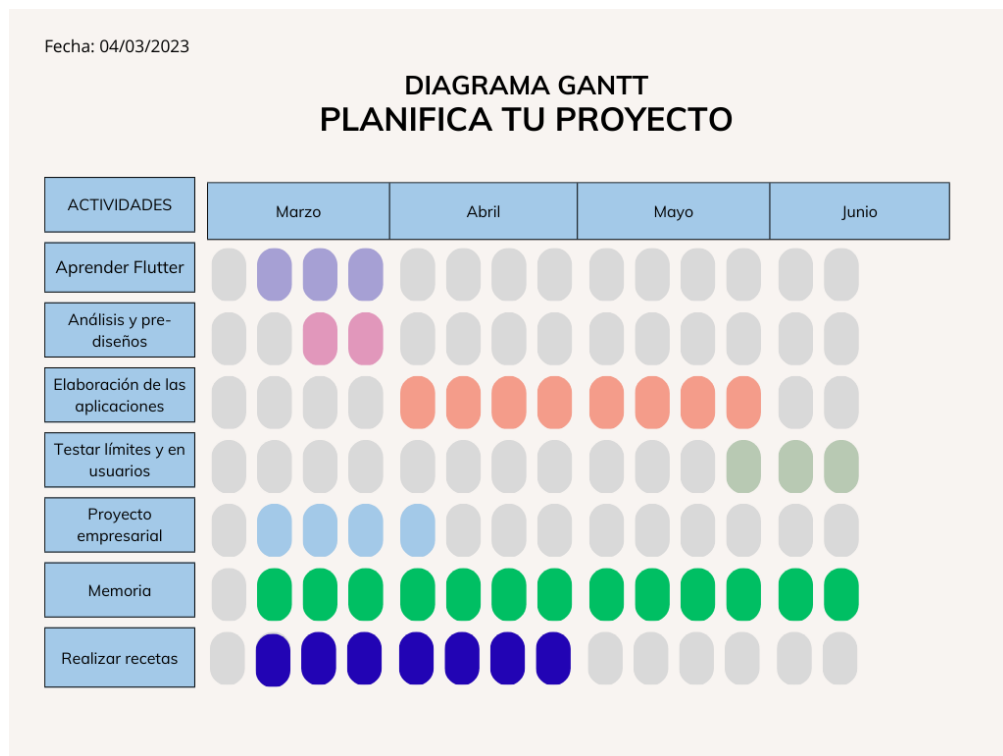 Fecha: 04/03/2023
DIAGRAMA GANTT
PLANIFICA TU PROYECTO
ACTIVIDADES
Marzo
Abril
Mayo
Junio
Aprender Flutter
Análisis y pre-
diseños
Elaboración de las
aplicaciones
Testar límites y en
usuarios
Proyecto
empresarial
Memoria
Realizar recetas